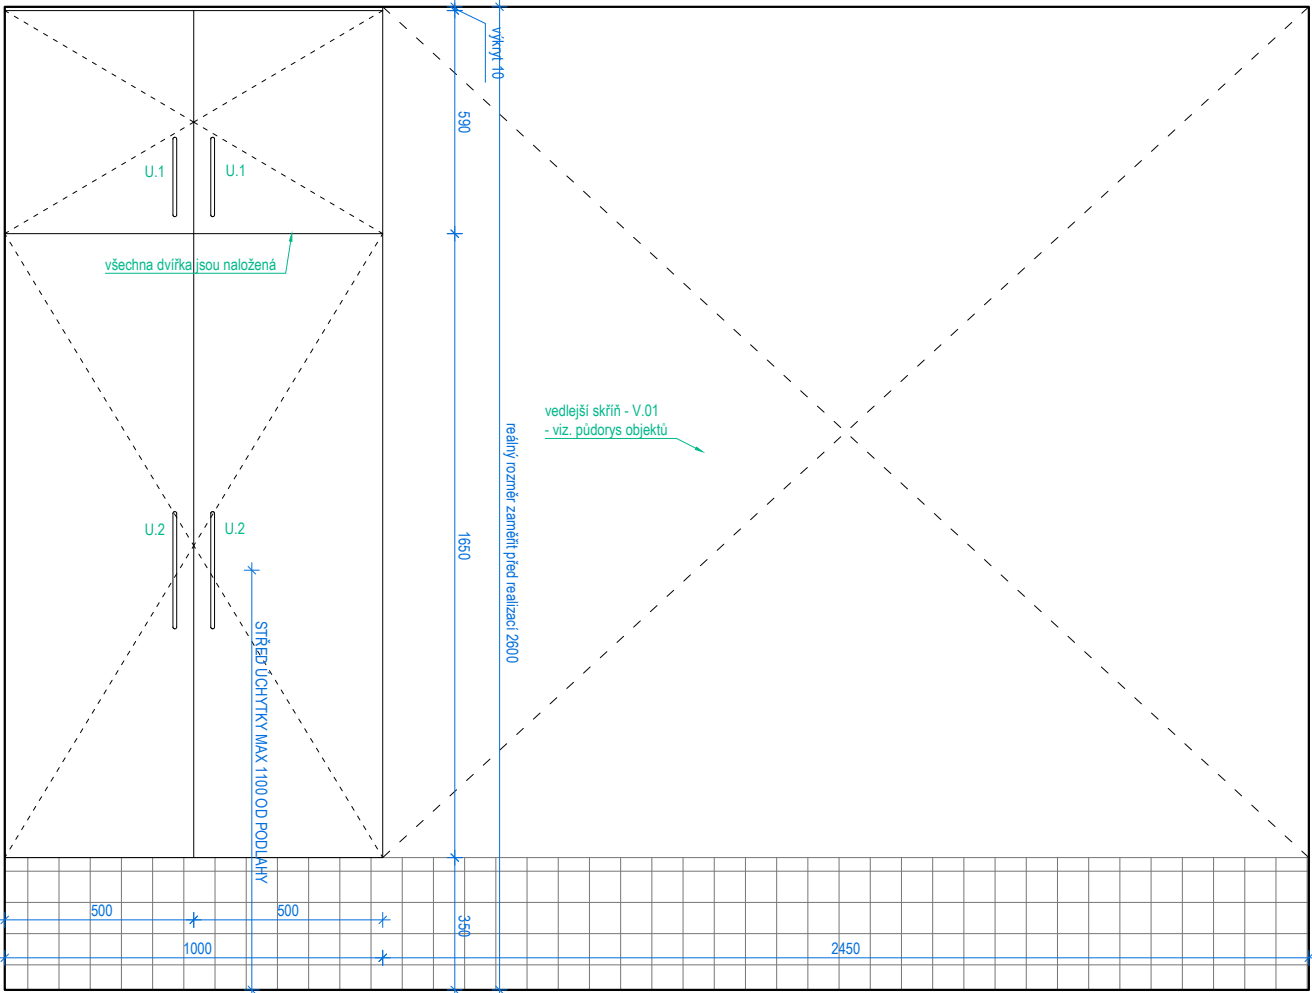 výkryt 10
590
U.1
U.1
všechna dvířka jsou naložená
vedlejší skříň - V.01
- viz. půdorys objektů
reálný rozměr zaměřit před realizací 2600
U.2
U.2
1650
STŘED ÚCHYTKY MAX 1100 OD PODLAHY
500
500
350
1000
2450